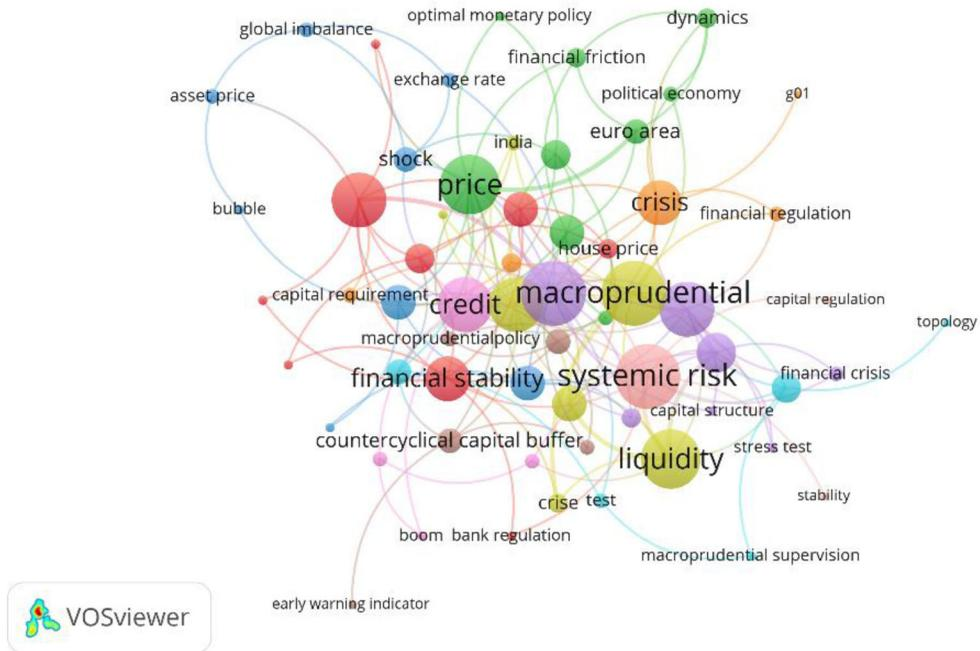 optimal monetary policy
dynamics
global imbalance
financial friction
exchange rate
asset price
political economy
g01
euro area
india
shock
price
crisis
bubble
financial regulation
house price
macroprudential
capital requirement
credit
capital regulation
topology
macroprudentialpolicy
financial stability
systemic risk
financial crisis
capital structure
countercyclical capital buffer
stress test
liquidity
stability
crise
test
boom
bank regulation
macroprudential supervision
early warning indicator
VOSviewer